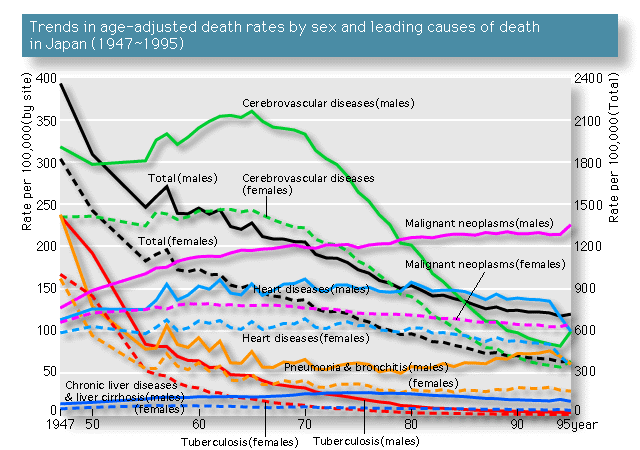 Trends in age-adjusted death rates by sex and leading causes of death
in Japan (1947~1995)
Rate per 100,000(by site)
400
350
300
250
200
150
100
50
0
2400
2100
1800
1500
1200
900
600
300
0
Rate per 100,000(Total)
Cerebrovascular diseases(males)
Total(males)
Cerebrovascular diseases
(females)
Malignant neoplasms(males)
Total(females)
Malignant neoplasms(females)
Heart diseases(males)
Heart diseases(females)
Pneumonia & bronchitis(males)
(females)
Chronic liver diseases
& liver cirrhosis(males)
(females)
1947 50 60 70 80 90 95year
Tuberculosis(females)
Tuberculosis(males)